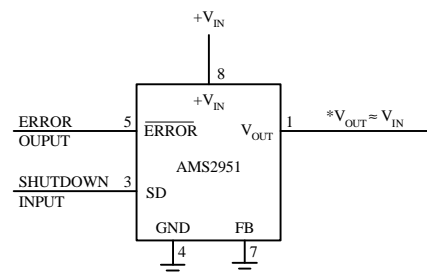 +VIN
8
+VIN
ERROR 5 ERROR 1 *VOUT ≈ VIN
OUPUT VOUT
AMS2951
SHUTDOWN 3 SD
INPUT
GND FB
4 7